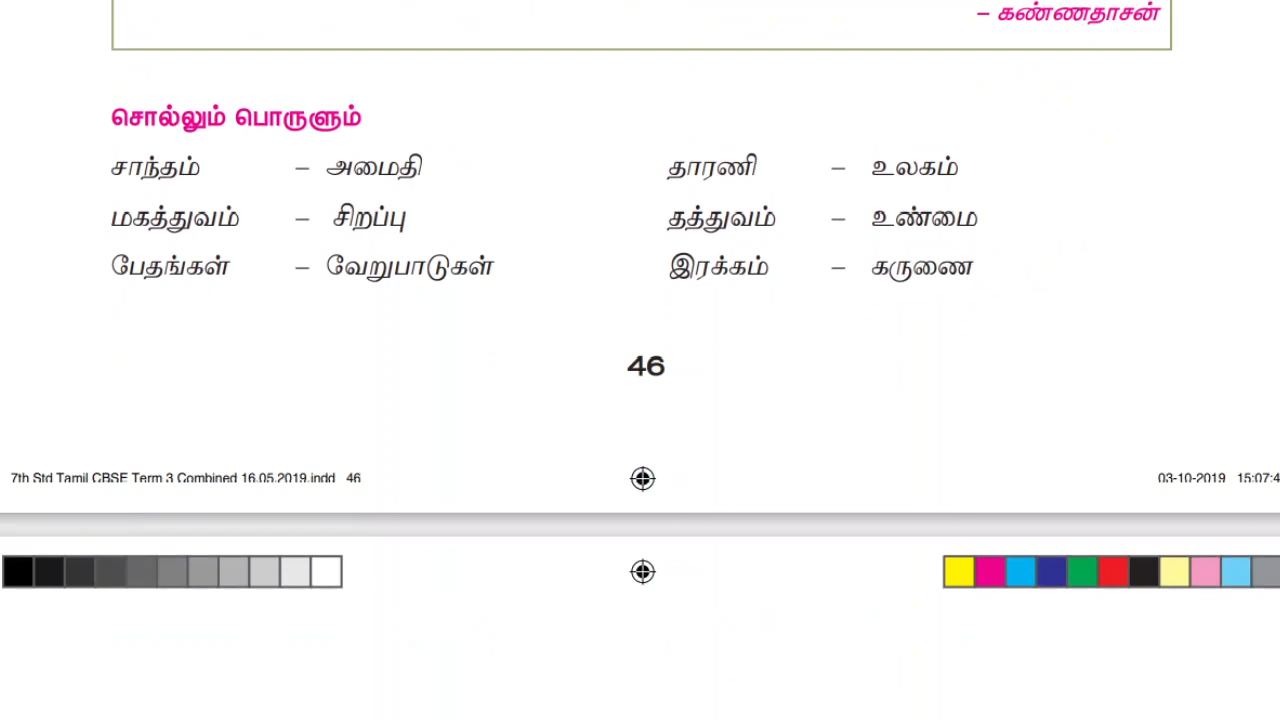 – கண்ணதாசன்
சொல்லும் பொருளும்
சாந்தம் – அமைதி தாரணி – உலகம்
மகத்துவம் – சிறப்பு தத்துவம் – உண்மை
பேதங்கள் – வேறுபாடுகள் இரக்கம் – கருணை
46
7th Std Tamil CBSE Term 3 Combined 16.05.2019.indd 46 03-10-2019 15:07:4